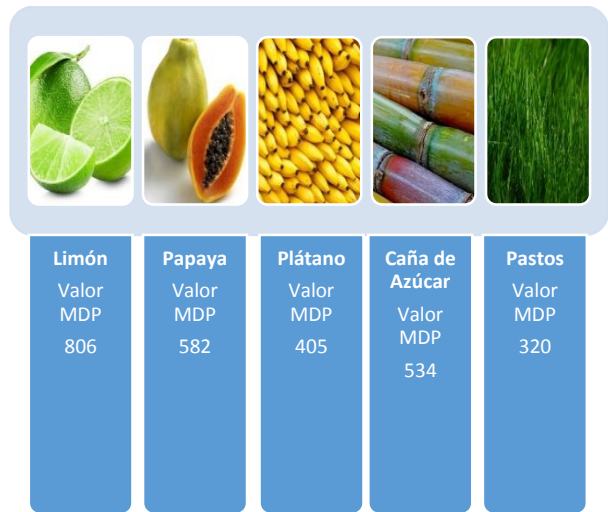 Limón
Valor
MDP
806
Papaya
Valor
MDP
582
Plátano
Valor
MDP
405
Caña de
Azúcar
Valor
MDP
534
Pastos
Valor
MDP
320